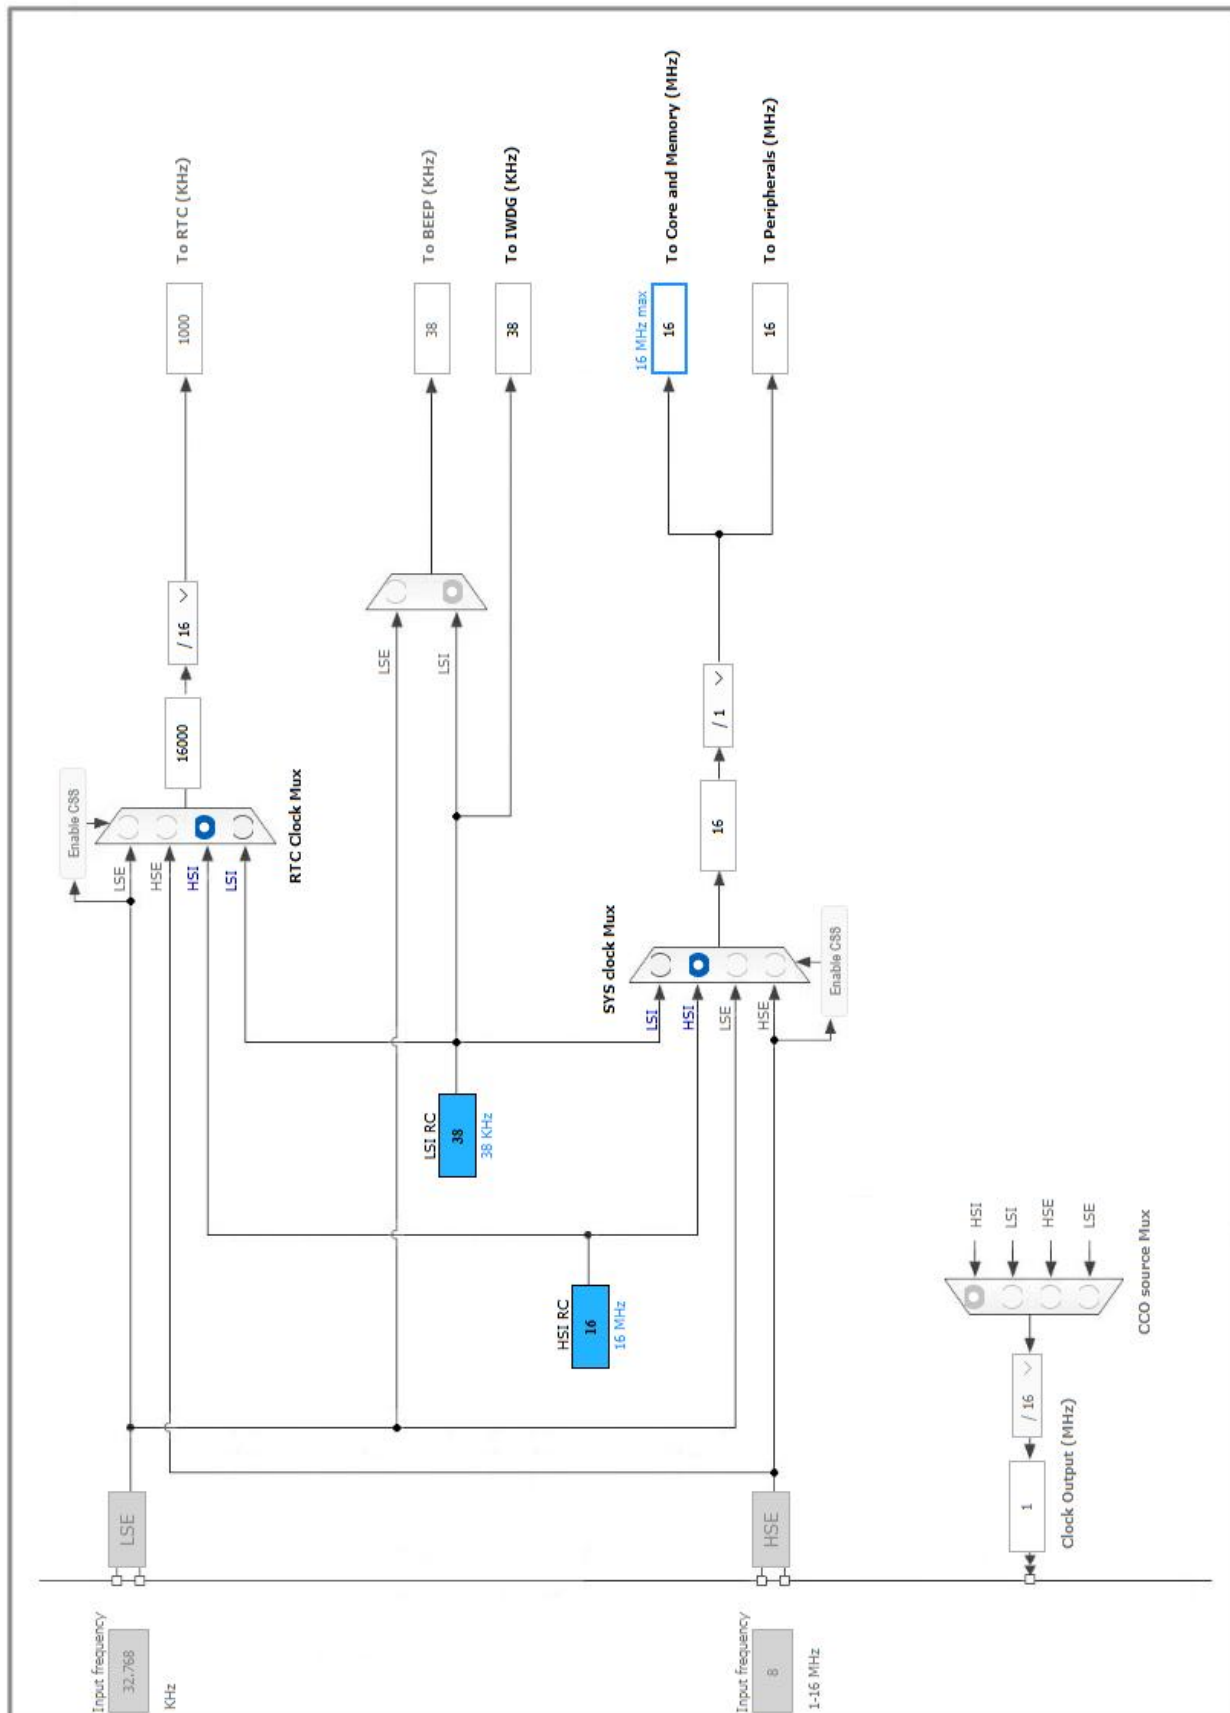 Input frequency
32.768
KHz
LSE
Enable CSS
LSE
HSE
HSI
LSI
RTC Clock Mux
16000
/ 16
1000
To RTC (KHz)
LSE
LSI
38
To BEEP (KHz)
38
To IWDG (KHz)
LSI RC
38
38 KHz
HSI RC
16
16 MHz
SYS clock Mux
LSI
HSI
LSE
HSE
Enable CSS
16
/ 1
16 MHz max
16
To Core and Memory (MHz)
16
To Peripherals (MHz)
Input frequency
8
1-16 MHz
HSE
HSI
LSI
HSE
LSE
CCO source Mux
/ 16
1
Clock Output (MHz)